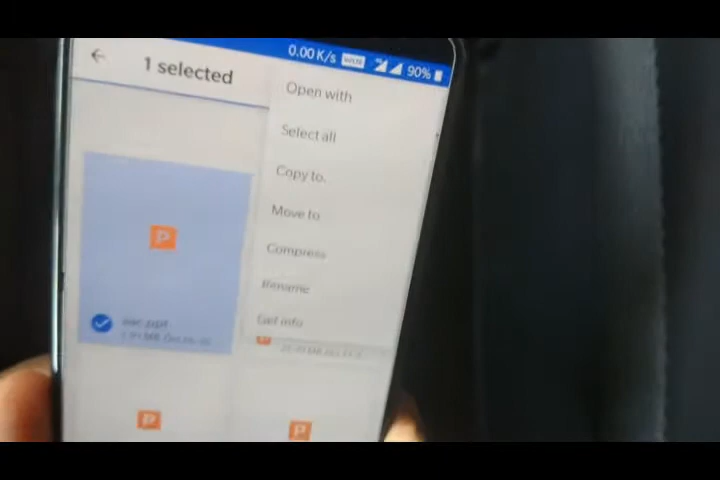 0.00 K/s
90%
1 selected
Open with
Select all
Copy to.
Move to
Compress
Rename
Get info
P
P
P